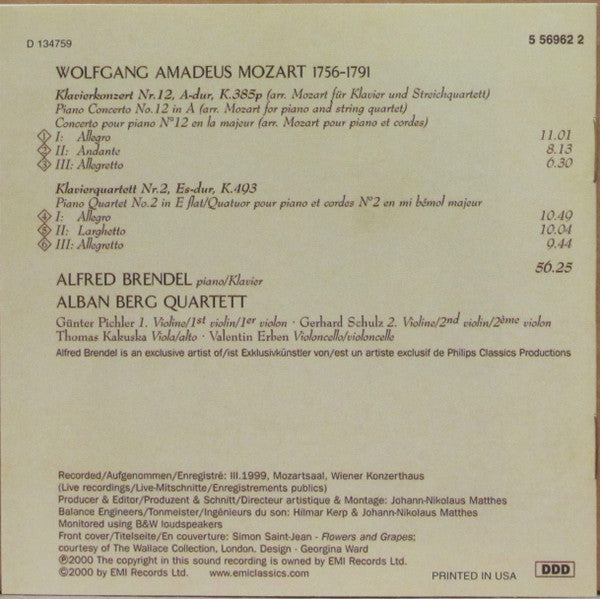 D 134759
5 56962 2
WOLFGANG AMADEUS MOZART 1756-1791
Klavierkonzert Nr.12, A-dur, K.385p (arr. Mozart für Klavier und Streichquartett)
Piano Concerto No.12 in A (arr. Mozart for piano and string quartet)
Concerto pour piano N°12 en la majeur (arr. Mozart pour piano et cordes)
1 I: Allegro 11.01
2 II: Andante 8.13
3 III: Allegretto 6.30
Klavierquartett Nr.2, Es-dur, K.493
Piano Quartet No.2 in E flat/Quatuor pour piano et cordes N°2 en mi bémol majeur
4 I: Allegro 10.49
5 II: Larghetto 10.04
6 III: Allegretto 9.44
56.25
ALFRED BRENDEL piano/Klavier
ALBAN BERG QUARTETT
Günter Pichler 1. Violine/1st violin/1er violon · Gerhard Schulz 2. Violine/2nd violin/2ème violon
Thomas Kakuska Viola/alto · Valentin Erben Violoncello/violoncelle
Alfred Brendel is an exclusive artist of/ist Exklusivkünstler von/est un artiste exclusif de Philips Classics Productions
Recorded/Aufgenommen/Enregistré: III.1999, Mozartsaal, Wiener Konzerthaus
(Live recordings/Live-Mitschnitte/Enregistrements publics)
Producer & Editor/Produzent & Schnitt/Directeur artistique & Montage: Johann-Nikolaus Matthes
Balance Engineers/Tonmeister/Ingénieurs du son: Hilmar Kerp & Johann-Nikolaus Matthes
Monitored using B&W loudspeakers
Front cover/Titelseite/En couverture: Simon Saint-Jean - Flowers and Grapes;
courtesy of The Wallace Collection, London. Design · Georgina Ward
℗2000 The copyright in this sound recording is owned by EMI Records Ltd.
©2000 by EMI Records Ltd. www.emiclassics.com
PRINTED IN USA
DDD